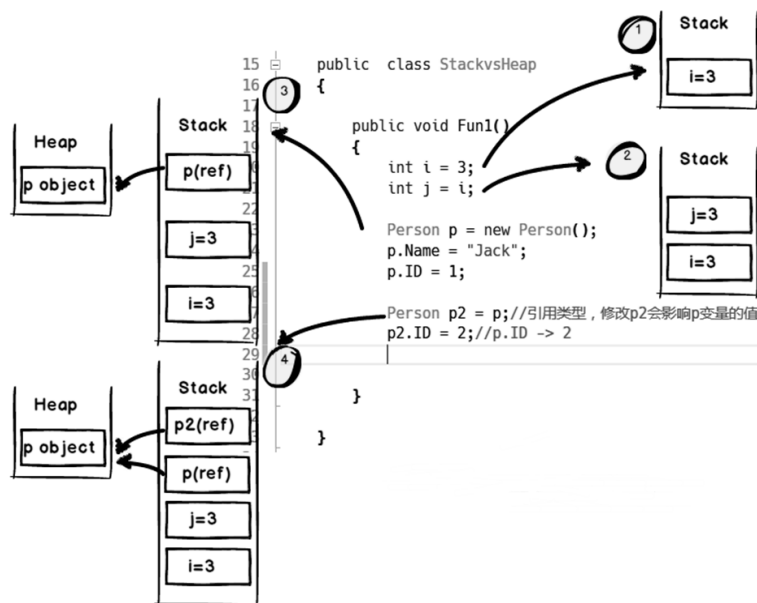 1
Stack
i=3
2
Stack
j=3
i=3
3
Stack
p(ref)
j=3
i=3
Heap
p object
4
Stack
p2(ref)
p(ref)
j=3
i=3
Heap
p object
15 public class StackvsHeap
16 {
17
18 public void Fun1()
{
int i = 3;
int j = i;
22
Person p = new Person();
p.Name = "Jack";
25 p.ID = 1;
26
Person p2 = p;//引用类型，修改p2会影响p变量的值
28 p2.ID = 2;//p.ID -> 2
29
30
31 }
}